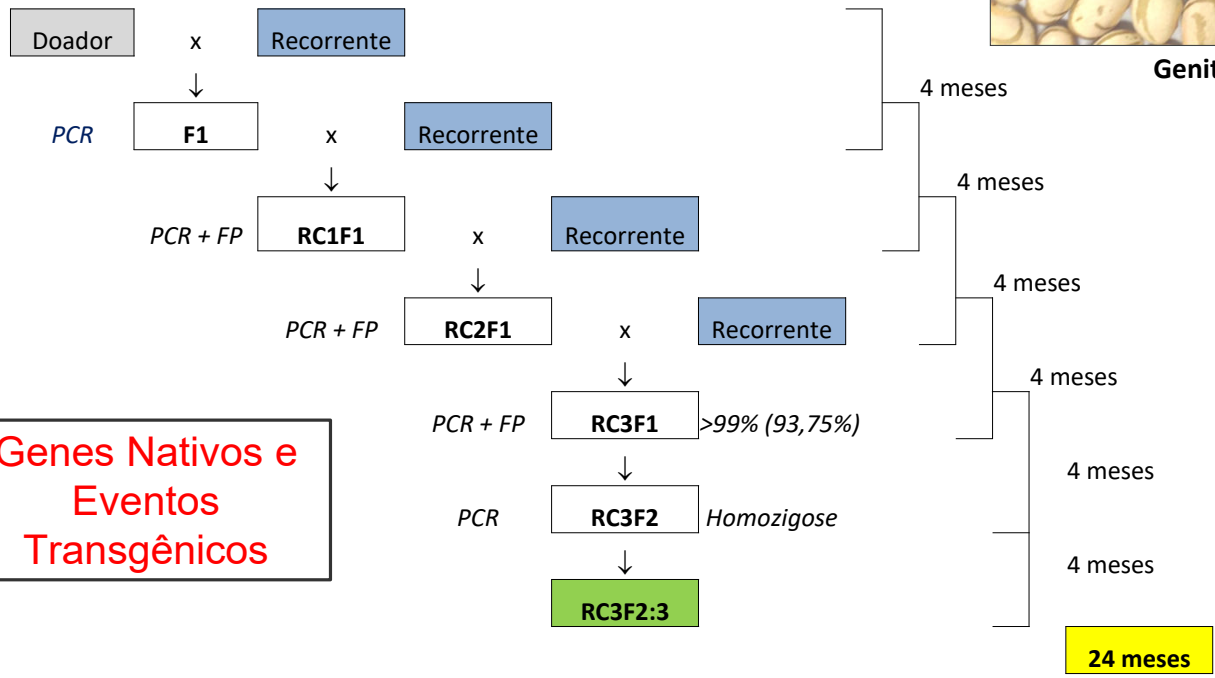 Doador x Recorrente
Genit
↓
4 meses
PCR F1 x Recorrente
↓
4 meses
PCR + FP RC1F1 x Recorrente
↓
4 meses
PCR + FP RC2F1 x Recorrente
↓
4 meses
PCR + FP RC3F1 >99% (93,75%)
↓
4 meses
PCR RC3F2 Homozigose
↓
4 meses
RC3F2:3
24 meses
Genes Nativos e
Eventos
Transgênicos